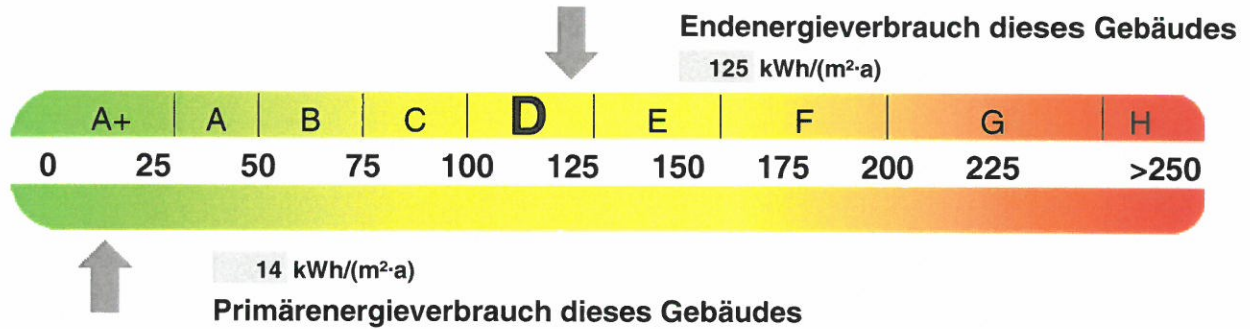 Endenergieverbrauch dieses Gebäudes
125 kWh/(m²·a)
A+ A B C D E F G H
0 25 50 75 100 125 150 175 200 225 >250
14 kWh/(m²·a)
Primärenergieverbrauch dieses Gebäudes